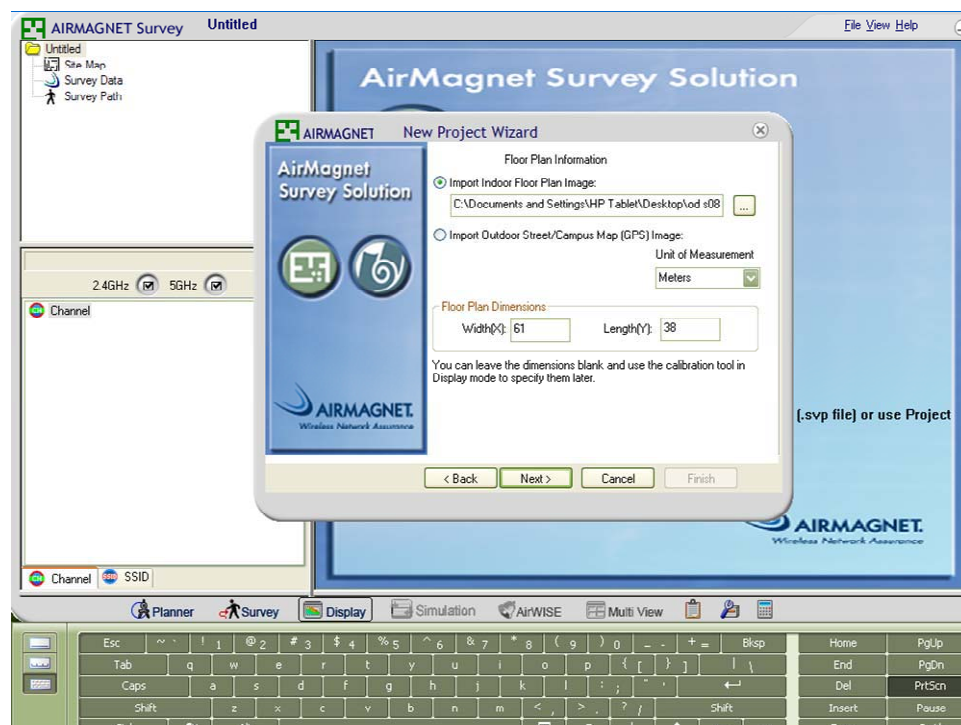 AIRMAGNET Survey
Untitled
File View Help
Untitled
Site Map
Survey Data
Survey Path
AirMagnet Survey Solution
AIRMAGNET New Project Wizard
AirMagnet
Survey Solution
Floor Plan Information
Import Indoor Floor Plan Image:
C:\Documents and Settings\HP Tablet\Desktop\od s08
...
Import Outdoor Street/Campus Map (GPS) Image:
Unit of Measurement
Meters
Floor Plan Dimensions
Width(X): 61 Length(Y): 38
You can leave the dimensions blank and use the calibration tool in
Display mode to specify them later.
AIRMAGNET.
Wireless Network Assurance
< Back Next > Cancel Finish
2.4GHz 5GHz
CH Channel
(.svp file) or use Project
AIRMAGNET.
Wireless Network Assurance
CH Channel SSID SSID
Planner Survey Display Simulation AirWISE Multi View
Esc ~ ` ! 1 @ 2 # 3 $ 4 % 5 ^ 6 & 7 * 8 ( 9 ) 0 _ - + = Bksp Home PgUp
Tab q w e r t y u i o p { [ } ] | \ End PgDn
Caps a s d f g h j k l : ; " ' Del PrtScn
Shift z x c v b n m < , > . ? / Shift Insert Pause